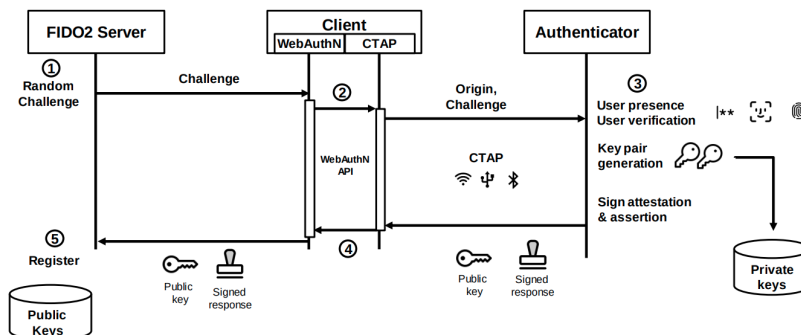 FIDO2 Server
Client
WebAuthN
CTAP
Authenticator
1
Random
Challenge
Challenge
2
Origin,
Challenge
3
User presence
User verification
|**
WebAuthN
API
CTAP
Key pair
generation
Sign attestation
& assertion
4
5
Register
Public
key
Signed
response
Public
key
Signed
response
Public
Keys
Private
keys